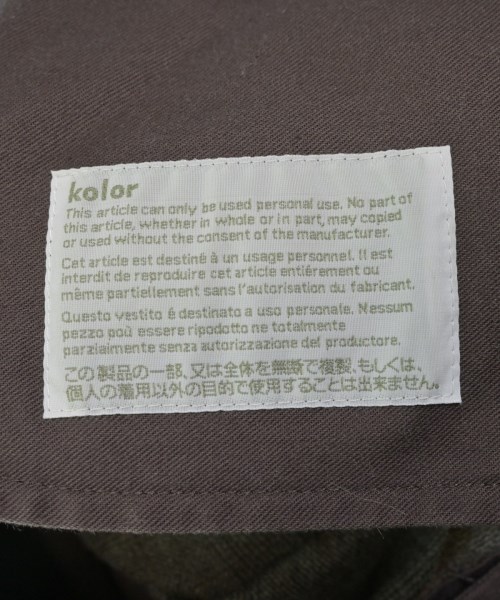 kolor
This article can only be used personal use. No part of
this article, whether in whole or in part, may copied
or used without the consent of the manufacturer.
Cet article est destiné à un usage personnel. Il est
interdit de reproduire cet article entiérement ou
même partiellement sans l'autorisation du fabricant.
Questo vestito é destinato a uso personale. Nessum
pezzo poù essere ripodotto ne totalmente
parzialmente senza autorizzazione del productore.
この製品の一部、又は全体を無断で複製、もしくは、
個人の着用以外の目的で使用することは出来ません。